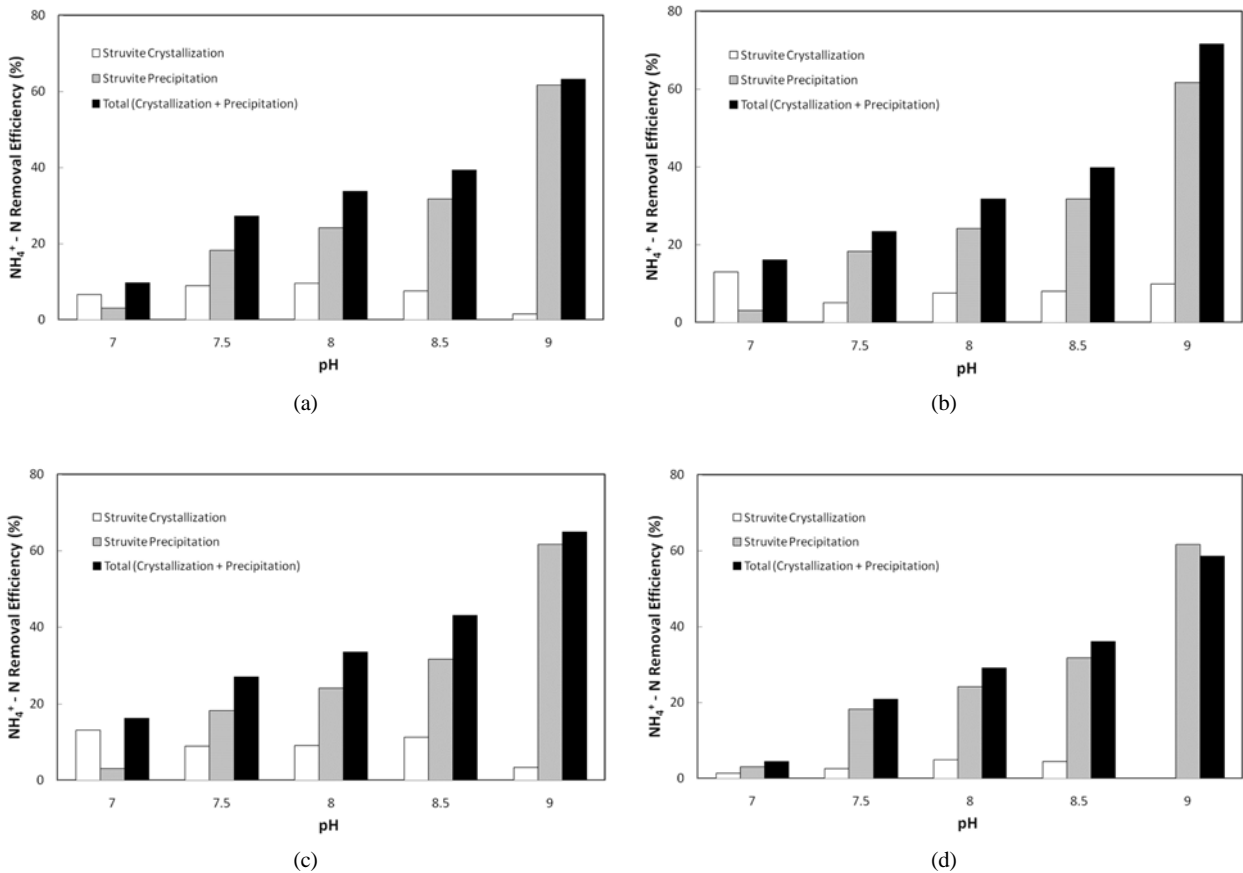 80
60
40
20
0
NH₄⁺ - N Removal Efficiency (%)
Struvite Crystallization
Struvite Precipitation
Total (Crystallization + Precipitation)
7 7.5 8 8.5 9
pH
(a)
80
60
40
20
0
NH₄⁺ - N Removal Efficiency (%)
Struvite Crystallization
Struvite Precipitation
Total (Crystallization + Precipitation)
7 7.5 8 8.5 9
pH
(b)
80
60
40
20
0
NH₄⁺ - N Removal Efficiency (%)
Struvite Crystallization
Struvite Precipitation
Total (Crystallization + Precipitation)
7 7.5 8 8.5 9
pH
(c)
80
60
40
20
0
NH₄⁺ - N Removal Efficiency (%)
Struvite Crystallization
Struvite Precipitation
Total (Crystallization + Precipitation)
7 7.5 8 8.5 9
pH
(d)